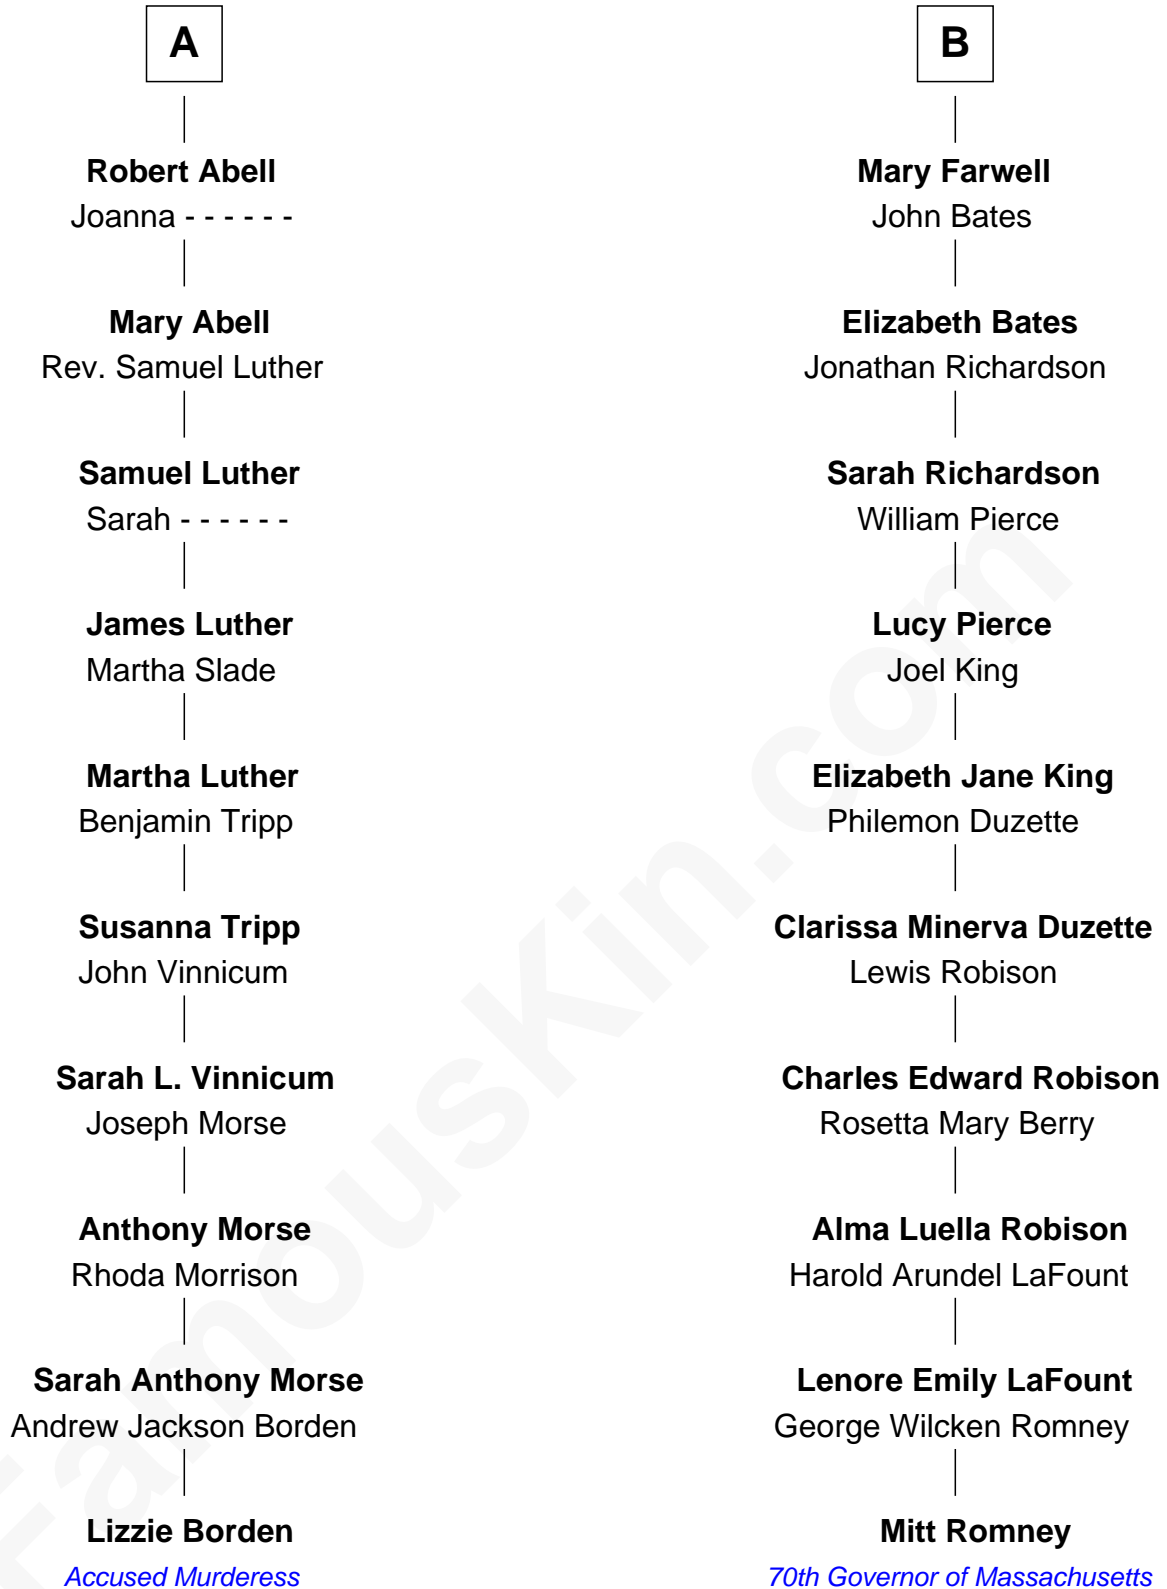 A
Robert Abell
Joanna - - - - - -
Mary Abell
Rev. Samuel Luther
Samuel Luther
Sarah - - - - - -
James Luther
Martha Slade
Martha Luther
Benjamin Tripp
Susanna Tripp
John Vinnicum
Sarah L. Vinnicum
Joseph Morse
Anthony Morse
Rhoda Morrison
Sarah Anthony Morse
Andrew Jackson Borden
Lizzie Borden
Accused Murderess
B
Mary Farwell
John Bates
Elizabeth Bates
Jonathan Richardson
Sarah Richardson
William Pierce
Lucy Pierce
Joel King
Elizabeth Jane King
Philemon Duzette
Clarissa Minerva Duzette
Lewis Robison
Charles Edward Robison
Rosetta Mary Berry
Alma Luella Robison
Harold Arundel LaFount
Lenore Emily LaFount
George Wilcken Romney
Mitt Romney
70th Governor of Massachusetts
FamousKin.com